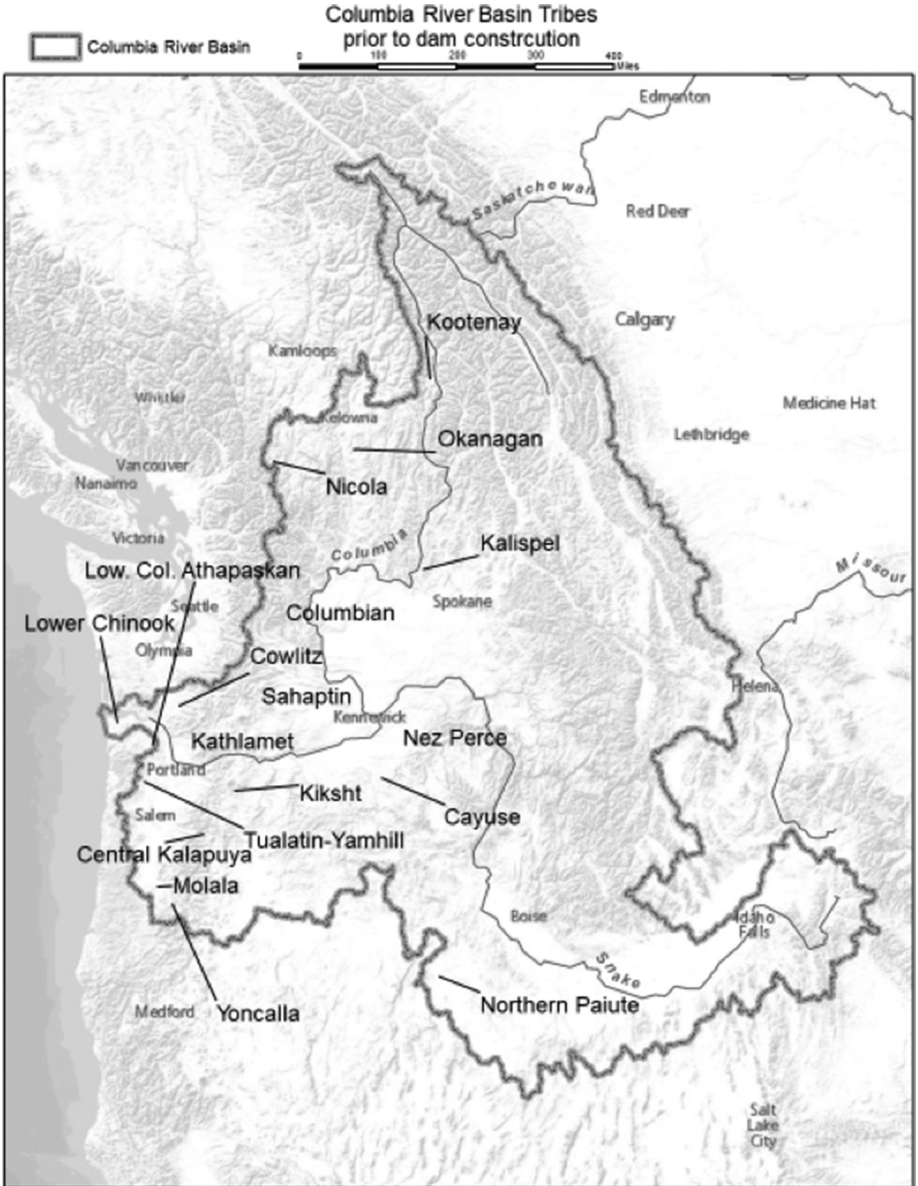 Columbia River Basin Tribes
prior to dam constrcution
Columbia River Basin
0 100 200 300 400
Miles
Edmonton
Saskatchewan
Red Deer
Calgary
Kootenay
Kamloops
Whistler
Medicine Hat
Kelowna
Lethbridge
Okanagan
Vancouver
Nanaimo
Nicola
Victoria
Columbia
Kalispel
Missour
Low. Col. Athapaskan
Seattle
Spokane
Columbian
Lower Chinook
Olympia
Cowlitz
Helena
Sahaptin
Kennewick
Kathlamet
Nez Perce
Portland
Kiksht
Salem
Cayuse
Tualatin-Yamhill
Central Kalapuya
Molala
Boise
Idaho
Falls
Snake
Medford
Yoncalla
Northern Paiute
Salt
Lake
City